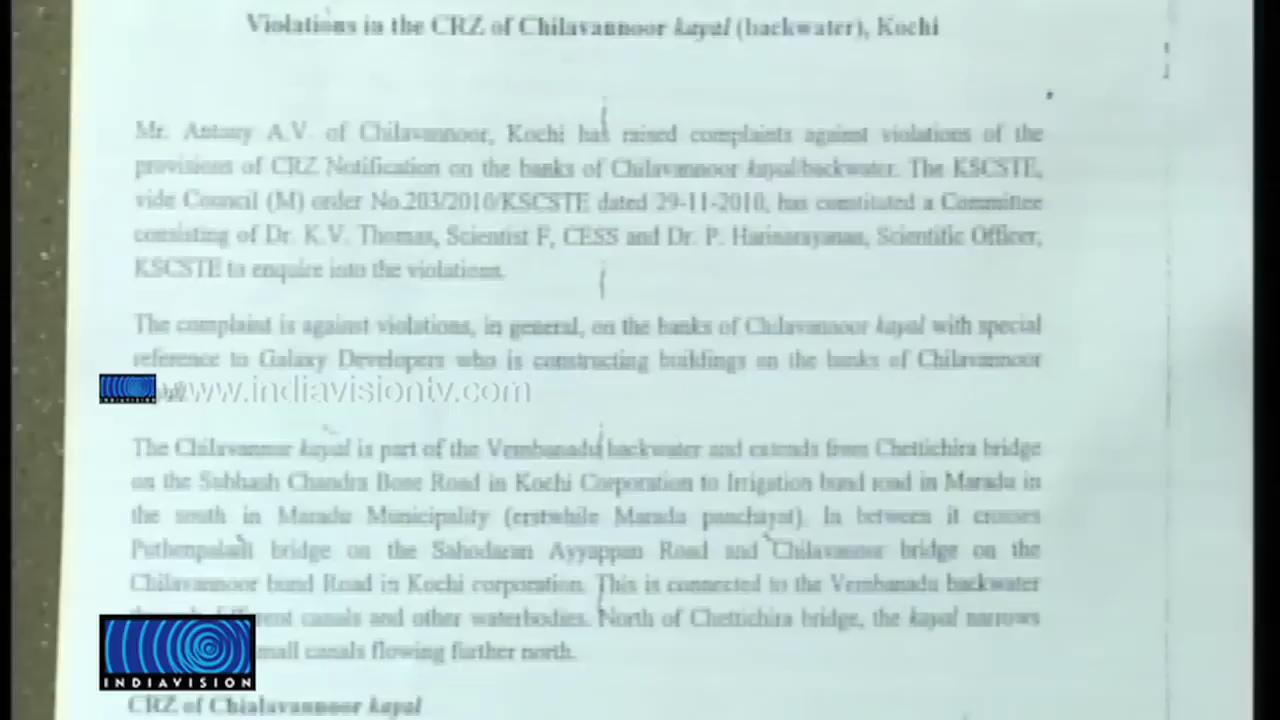 Violations in the CRZ of Chilavannoor kayal (backwater), Kochi
Mr. Antony A.V. of Chilavannoor, Kochi has raised complaints against violations of the
provisions of CRZ Notification on the banks of Chilavannoor kayal/backwater. The KSCSTE,
vide Council (M) order No.203/2010/KSCSTE dated 29-11-2010, has constituted a Committee
consisting of Dr. K.V. Thomas, Scientist F, CESS and Dr. P. Harinarayanan, Scientific Officer,
KSCSTE to enquire into the violations.
The complaint is against violations, in general, on the banks of Chilavannoor kayal with special
reference to Galaxy Developers who is constructing buildings on the banks of Chilavannoor
www.indiavisiontv.com
The Chilavannur kayal is part of the Vembanadu backwater and extends from Chettichira bridge
on the Subhash Chandra Bose Road in Kochi Corporation to Irrigation bund road in Maradu in
the south in Maradu Municipality (erstwhile Maradu panchayat). In between it crosses
bridge on the Sahodaran Ayyappan Road and Chilavannur bridge on the
Chilavannoor bund Road in Kochi corporation. This is connected to the Vembanadu backwater
canals and other waterbodies. North of Chettichira bridge, the kayal narrows
small canals flowing further north.
INDIAVISION
CRZ of Chialavannoor kayal